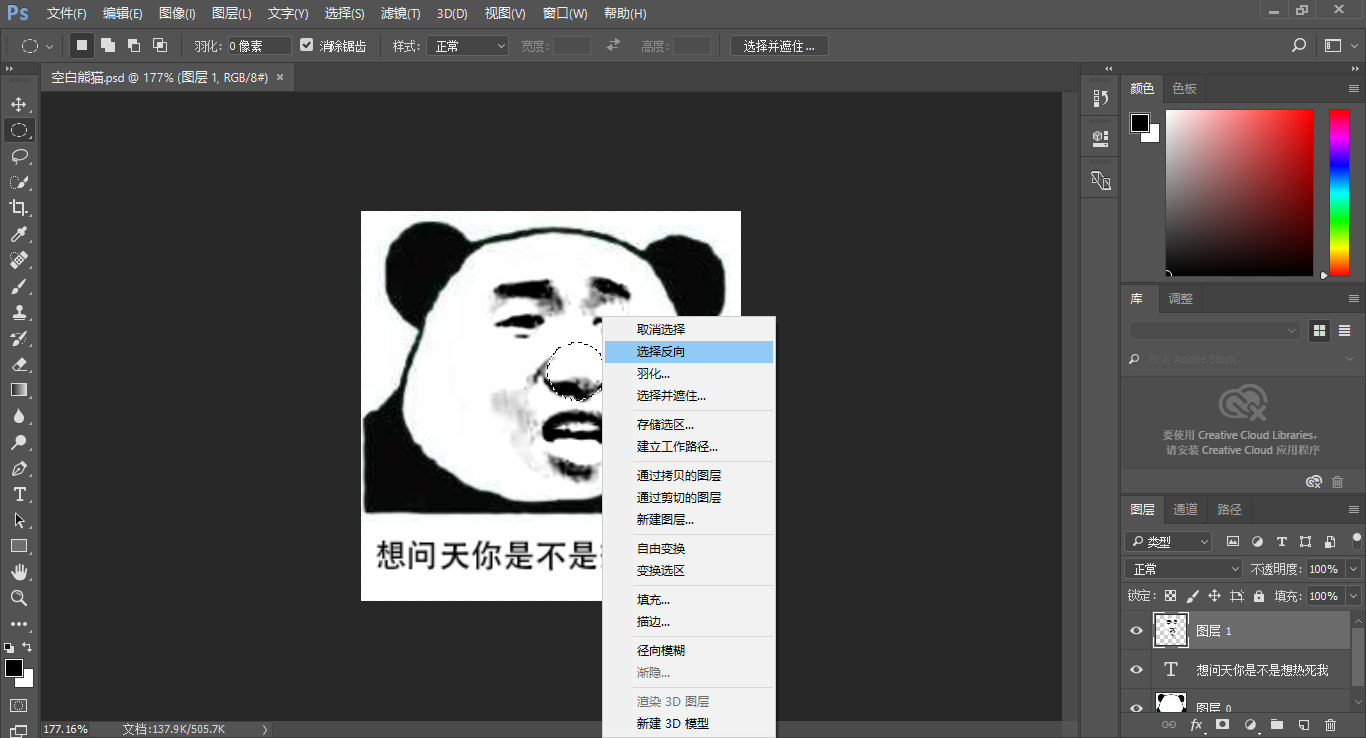 Ps 文件(F) 编辑(E) 图像(I) 图层(L) 文字(Y) 选择(S) 滤镜(T) 3D(D) 视图(V) 窗口(W) 帮助(H)
羽化: 0 像素 消除锯齿 样式: 正常 宽度: 高度: 选择并遮住...
空白熊猫.psd @ 177% (图层 1, RGB/8#) ×
颜色 色板
库 调整
搜索 Adobe Stock
要使用 Creative Cloud Libraries,
请安装 Creative Cloud 应用程序
图层 通道 路径
类型
正常 不透明度: 100%
锁定: 填充: 100%
图层 1
T 想问天你是不是想热死我
图层 0
fx
取消选择
选择反向
羽化...
选择并遮住...
存储选区...
建立工作路径...
通过拷贝的图层
通过剪切的图层
新建图层...
自由变换
变换选区
填充...
描边...
径向模糊
渐隐...
渲染 3D 图层
新建 3D 模型
想问天你是不是
177.16% 文档:137.9K/505.7K